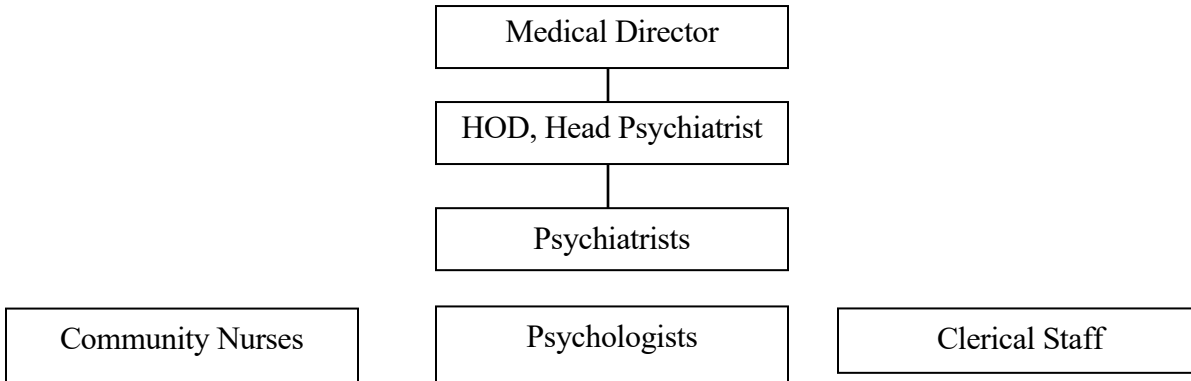 Medical Director
HOD, Head Psychiatrist
Psychiatrists
Community Nurses
Psychologists
Clerical Staff